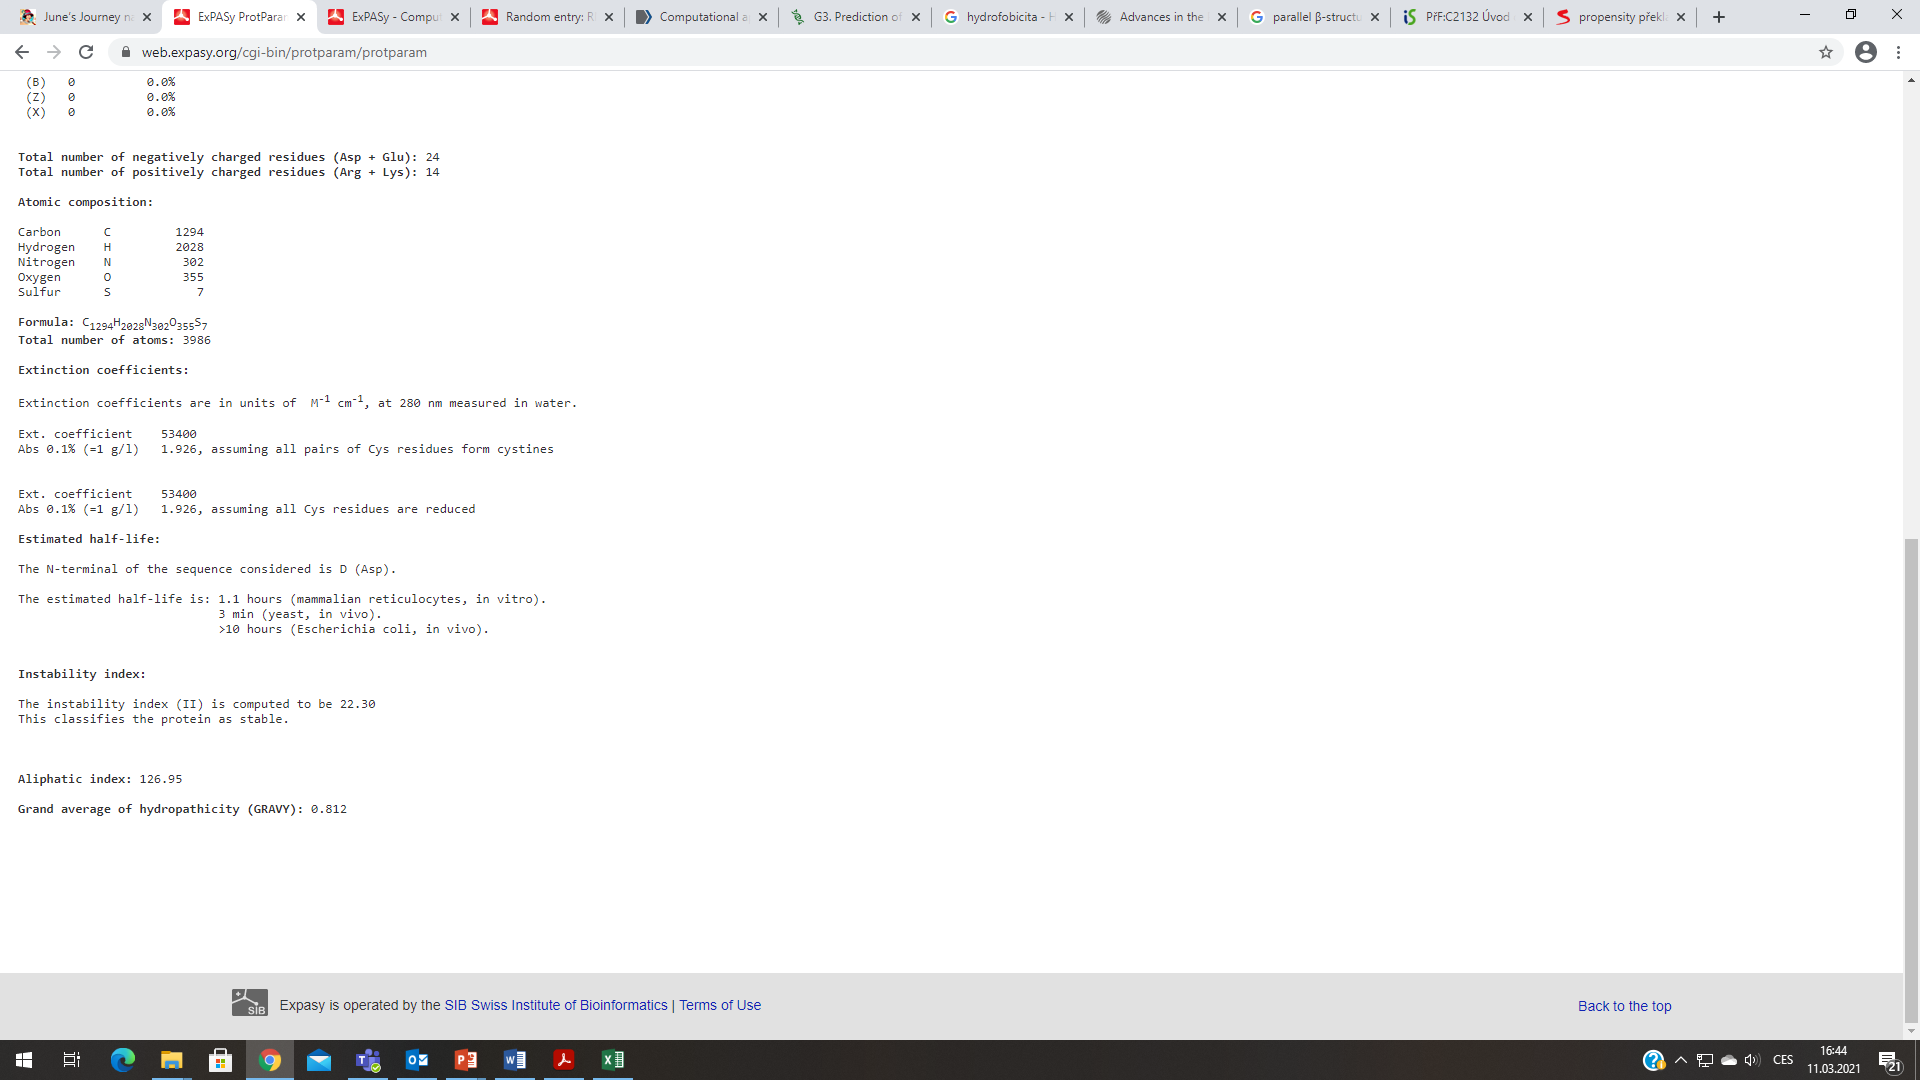 June's Journey na
ExPASy ProtParam
ExPASy - Comput
Random entry: R
Computational a
G3. Prediction of
hydrofobicita - H
Advances in the
parallel β-structu
PřF:C2132 Úvod
propensity překl
web.expasy.org/cgi-bin/protparam/protparam
(B) 0 0.0%
(Z) 0 0.0%
(X) 0 0.0%
Total number of negatively charged residues (Asp + Glu): 24
Total number of positively charged residues (Arg + Lys): 14
Atomic composition:
Carbon C 1294
Hydrogen H 2028
Nitrogen N 302
Oxygen O 355
Sulfur S 7
Formula: C1294H2028N302O355S7
Total number of atoms: 3986
Extinction coefficients:
Extinction coefficients are in units of M-1 cm-1, at 280 nm measured in water.
Ext. coefficient 53400
Abs 0.1% (=1 g/l) 1.926, assuming all pairs of Cys residues form cystines
Ext. coefficient 53400
Abs 0.1% (=1 g/l) 1.926, assuming all Cys residues are reduced
Estimated half-life:
The N-terminal of the sequence considered is D (Asp).
The estimated half-life is: 1.1 hours (mammalian reticulocytes, in vitro).
3 min (yeast, in vivo).
>10 hours (Escherichia coli, in vivo).
Instability index:
The instability index (II) is computed to be 22.30
This classifies the protein as stable.
Aliphatic index: 126.95
Grand average of hydropathicity (GRAVY): 0.812
SIB
Expasy is operated by the SIB Swiss Institute of Bioinformatics | Terms of Use
Back to the top
CES
16:44
11.03.2021
21